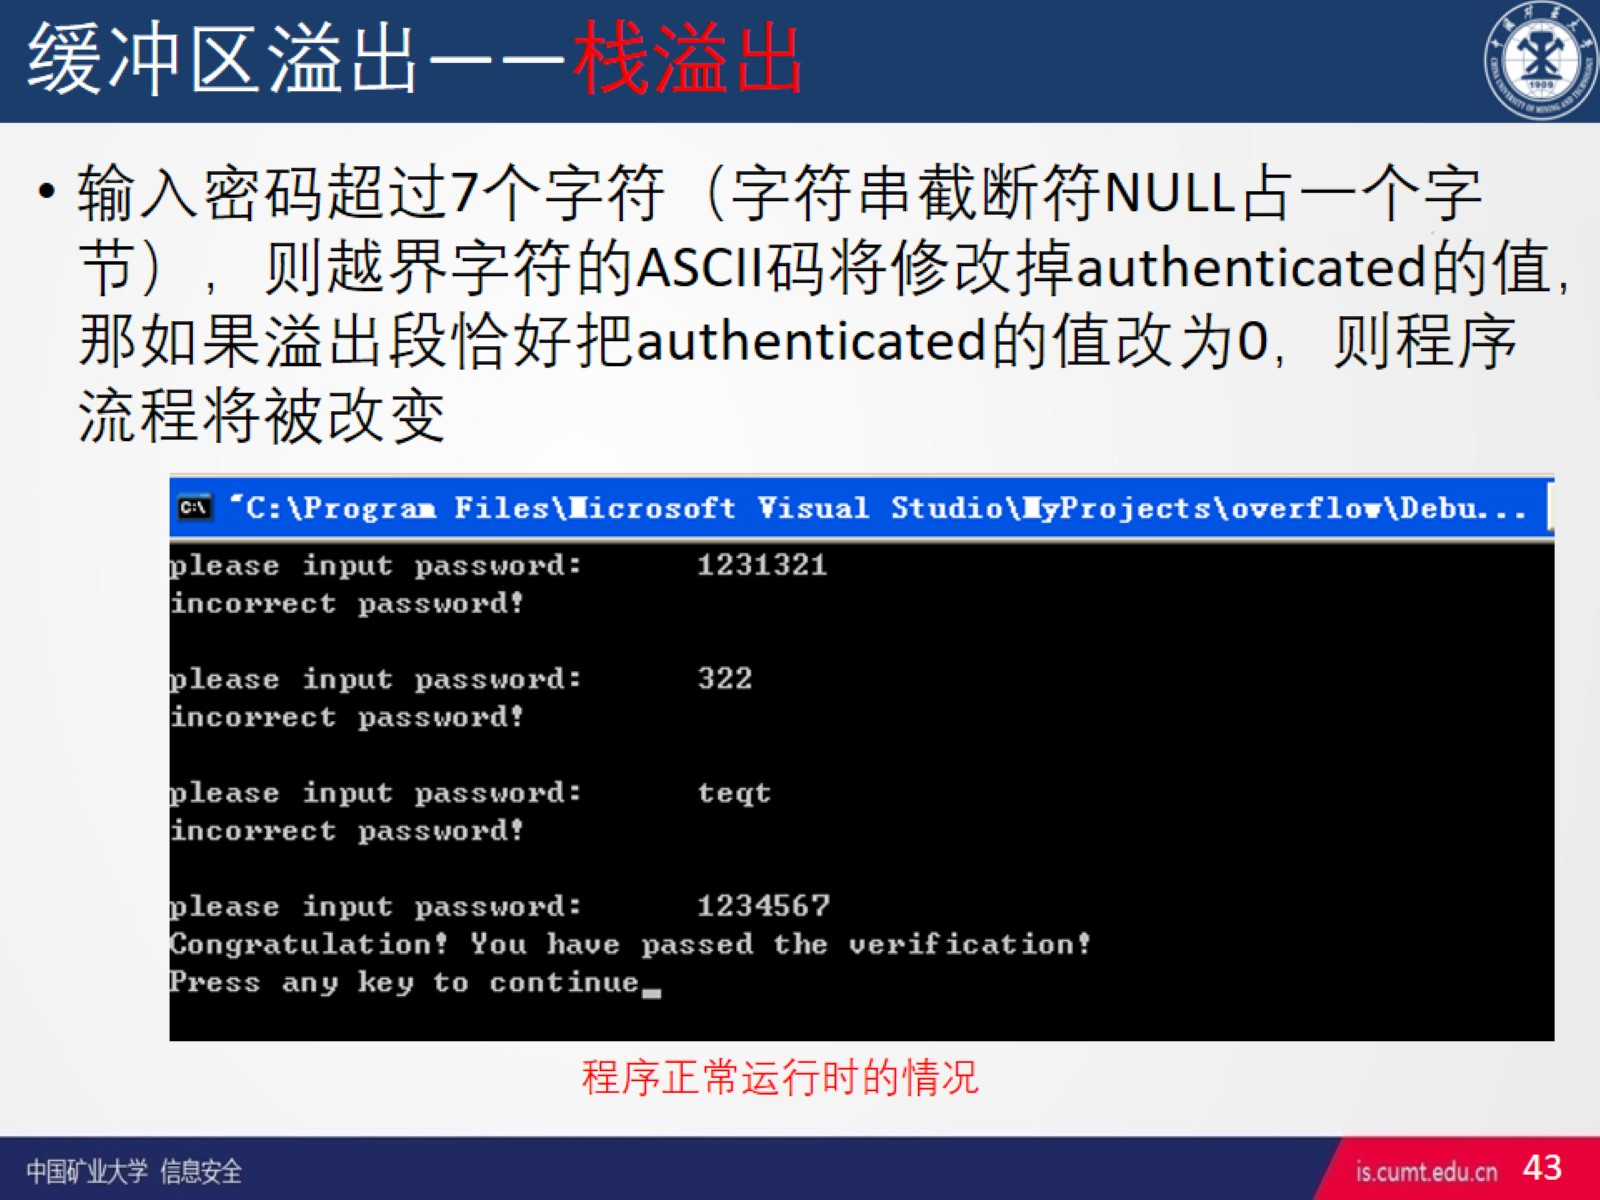 缓冲区溢出——栈溢出
• 输入密码超过7个字符（字符串截断符NULL占一个字
节），则越界字符的ASCII码将修改掉authenticated的值，
那如果溢出段恰好把authenticated的值改为0，则程序
流程将被改变
"C:\Program Files\Microsoft Visual Studio\MyProjects\overflow\Debu...
please input password: 1231321
incorrect password!
please input password: 322
incorrect password!
please input password: teqt
incorrect password!
please input password: 1234567
Congratulation! You have passed the verification!
Press any key to continue_
程序正常运行时的情况
中国矿业大学 信息安全
is.cumt.edu.cn 43
1909
CHINA UNIVERSITY OF MINING AND TECHNOLOGY